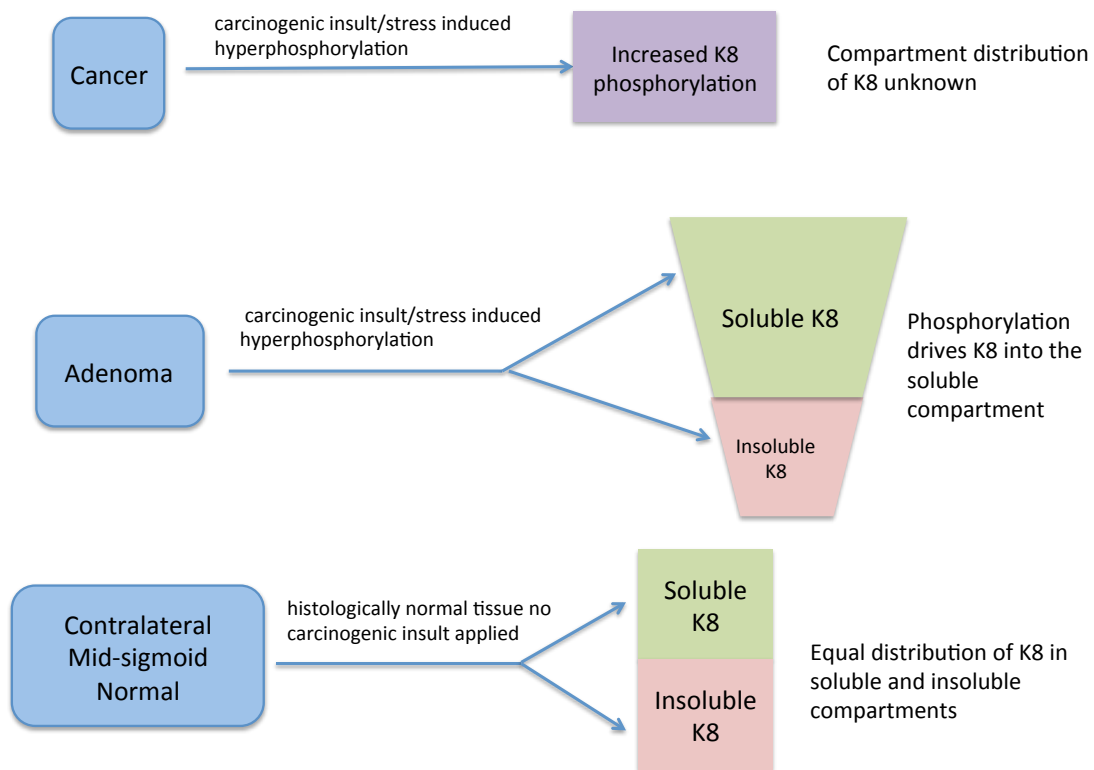 carcinogenic insult/stress induced
hyperphosphorylation
Cancer
Increased K8
phosphorylation
Compartment distribution
of K8 unknown
carcinogenic insult/stress induced
hyperphosphorylation
Adenoma
Soluble K8
Insoluble
K8
Phosphorylation
drives K8 into the
soluble
compartment
Contralateral
Mid-sigmoid
Normal
histologically normal tissue no
carcinogenic insult applied
Soluble
K8
Insoluble
K8
Equal distribution of K8 in
soluble and insoluble
compartments